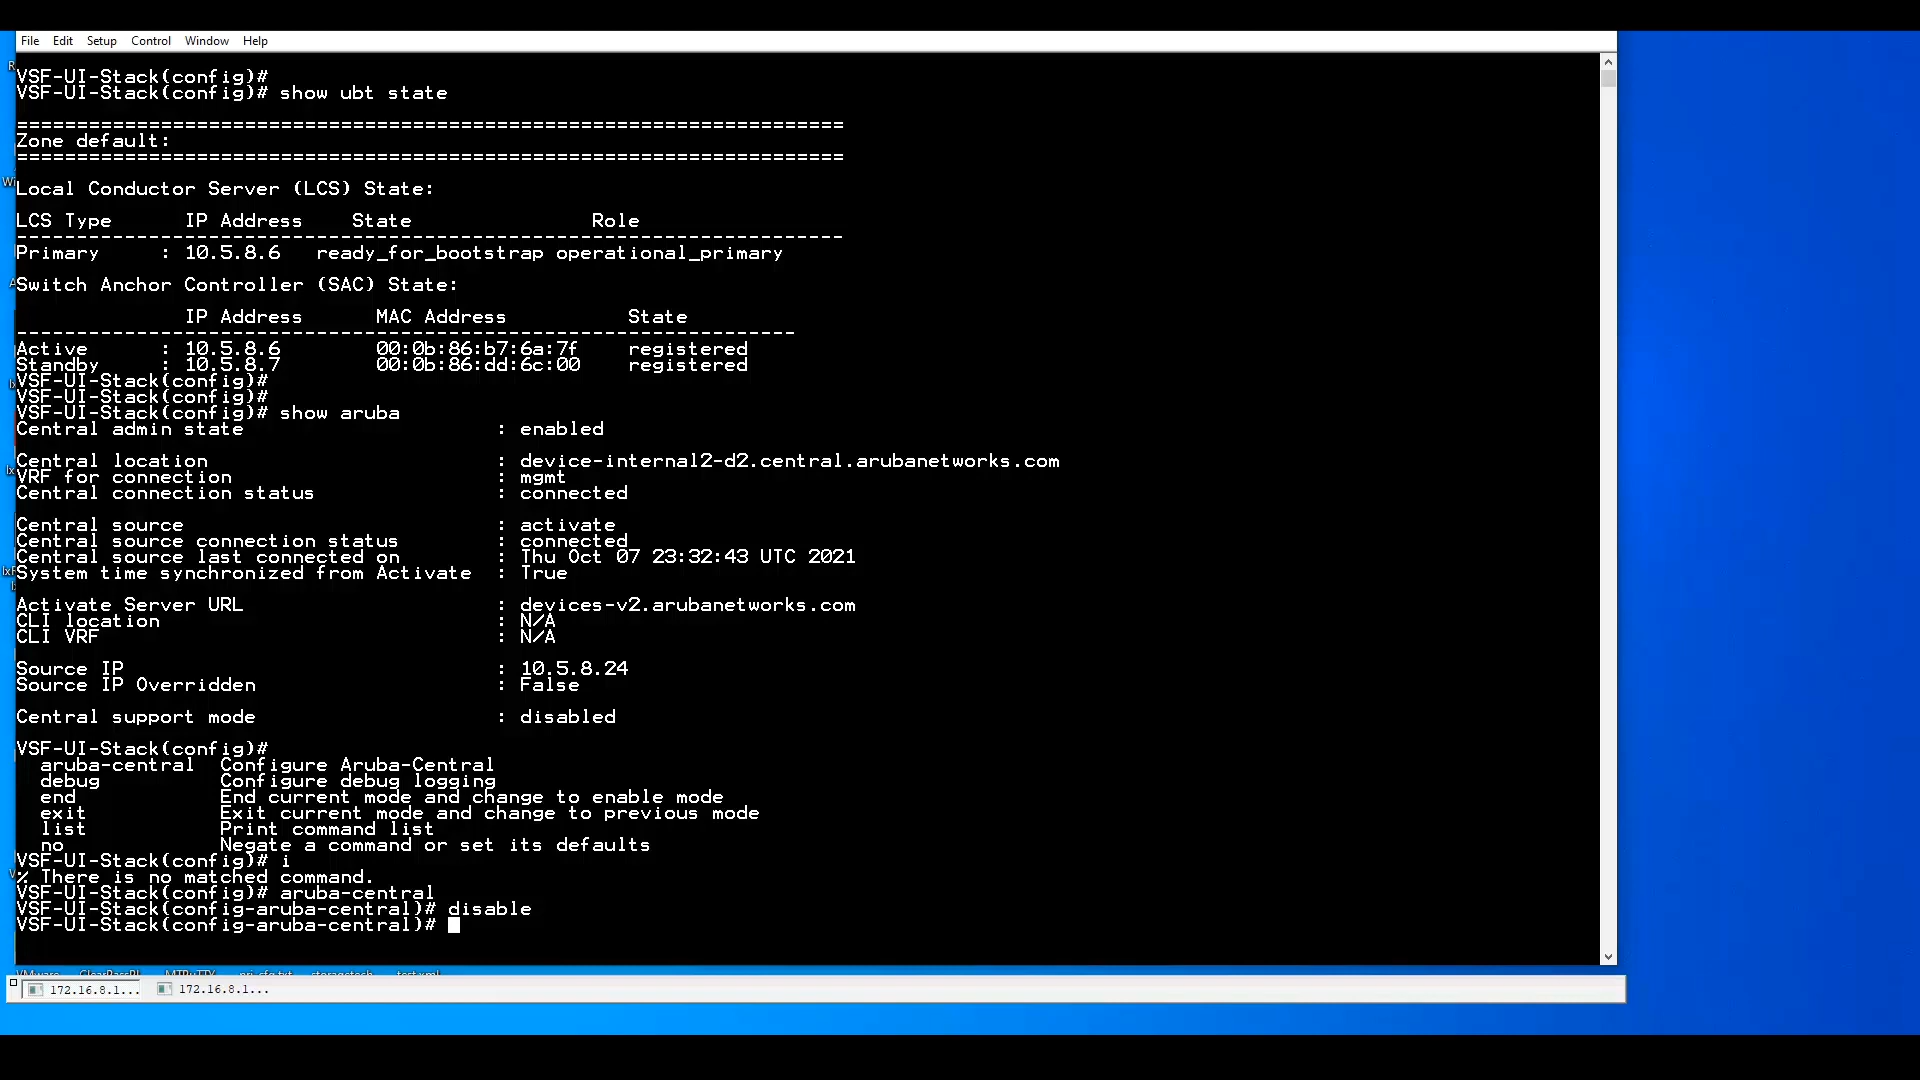 File Edit Setup Control Window Help
VSF-UI-Stack(config)#
VSF-UI-Stack(config)# show ubt state
=====================================================================
Zone default:
=====================================================================
Local Conductor Server (LCS) State:
LCS Type      IP Address    State               Role
---------------------------------------------------------------------
Primary     : 10.5.8.6   ready_for_bootstrap operational_primary
Switch Anchor Controller (SAC) State:
              IP Address      MAC Address          State
-----------------------------------------------------------------
Active      : 10.5.8.6        00:0b:86:b7:6a:7f    registered
Standby     : 10.5.8.7        00:0b:86:dd:6c:00    registered
VSF-UI-Stack(config)#
VSF-UI-Stack(config)#
VSF-UI-Stack(config)# show aruba
Central admin state                     : enabled
Central location                        : device-internal2-d2.central.arubanetworks.com
VRF for connection                      : mgmt
Central connection status               : connected
Central source                          : activate
Central source connection status        : connected
Central source last connected on        : Thu Oct 07 23:32:43 UTC 2021
System time synchronized from Activate  : True
Activate Server URL                     : devices-v2.arubanetworks.com
CLI location                            : N/A
CLI VRF                                 : N/A
Source IP                               : 10.5.8.24
Source IP Overridden                    : False
Central support mode                    : disabled
VSF-UI-Stack(config)#
  aruba-central  Configure Aruba-Central
  debug          Configure debug logging
  end            End current mode and change to enable mode
  exit           Exit current mode and change to previous mode
  list           Print command list
  no             Negate a command or set its defaults
VSF-UI-Stack(config)# i
% There is no matched command.
VSF-UI-Stack(config)# aruba-central
VSF-UI-Stack(config-aruba-central)# disable
VSF-UI-Stack(config-aruba-central)#
172.16.8.1... 172.16.8.1...